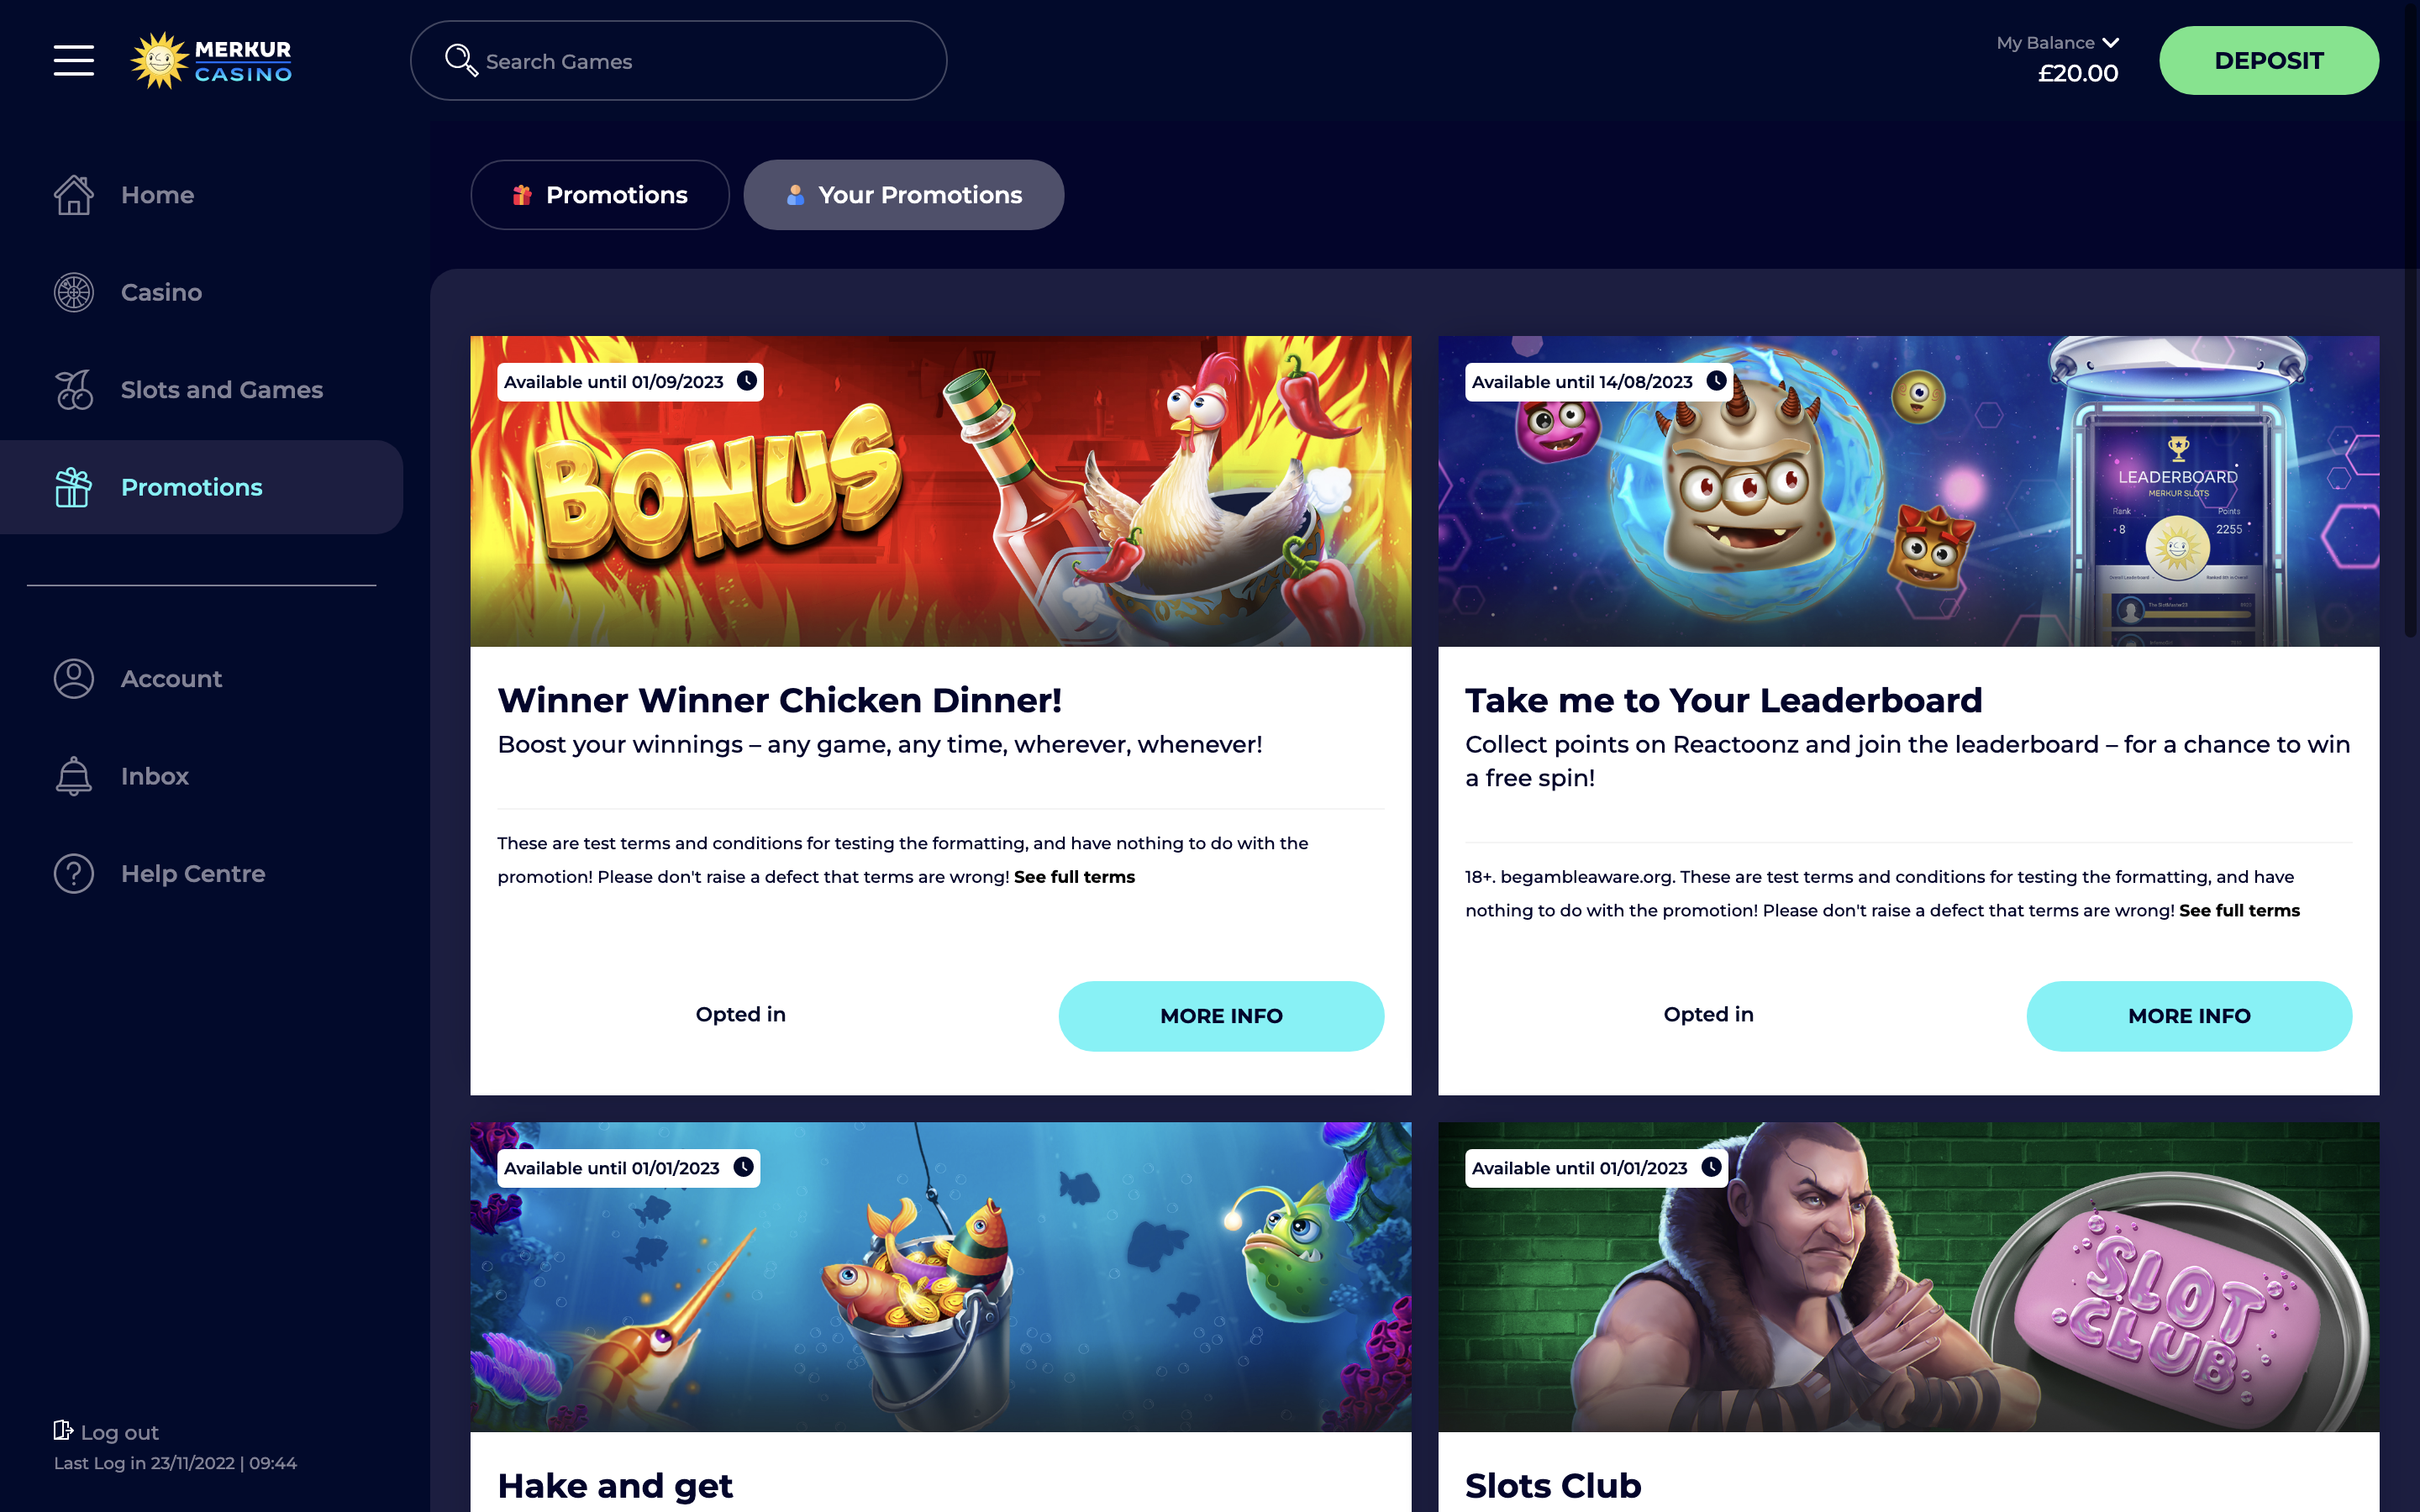 MERKUR
CASINO
Search Games
My Balance
£20.00
DEPOSIT
Home
Casino
Slots and Games
Promotions
Account
Inbox
Help Centre
Log out
Last Log in 23/11/2022 | 09:44
Promotions
Your Promotions
Available until 01/09/2023
BONUS
Winner Winner Chicken Dinner!
Boost your winnings – any game, any time, wherever, whenever!
These are test terms and conditions for testing the formatting, and have nothing to do with the
promotion! Please don't raise a defect that terms are wrong! See full terms
Opted in
MORE INFO
Available until 14/08/2023
LEADERBOARD
MERKUR SLOTS
Rank
Points
8
2255
Take me to Your Leaderboard
Collect points on Reactoonz and join the leaderboard – for a chance to win
a free spin!
18+. begambleaware.org. These are test terms and conditions for testing the formatting, and have
nothing to do with the promotion! Please don't raise a defect that terms are wrong! See full terms
Opted in
MORE INFO
Available until 01/01/2023
Hake and get
Available until 01/01/2023
SLOT
CLUB
Slots Club